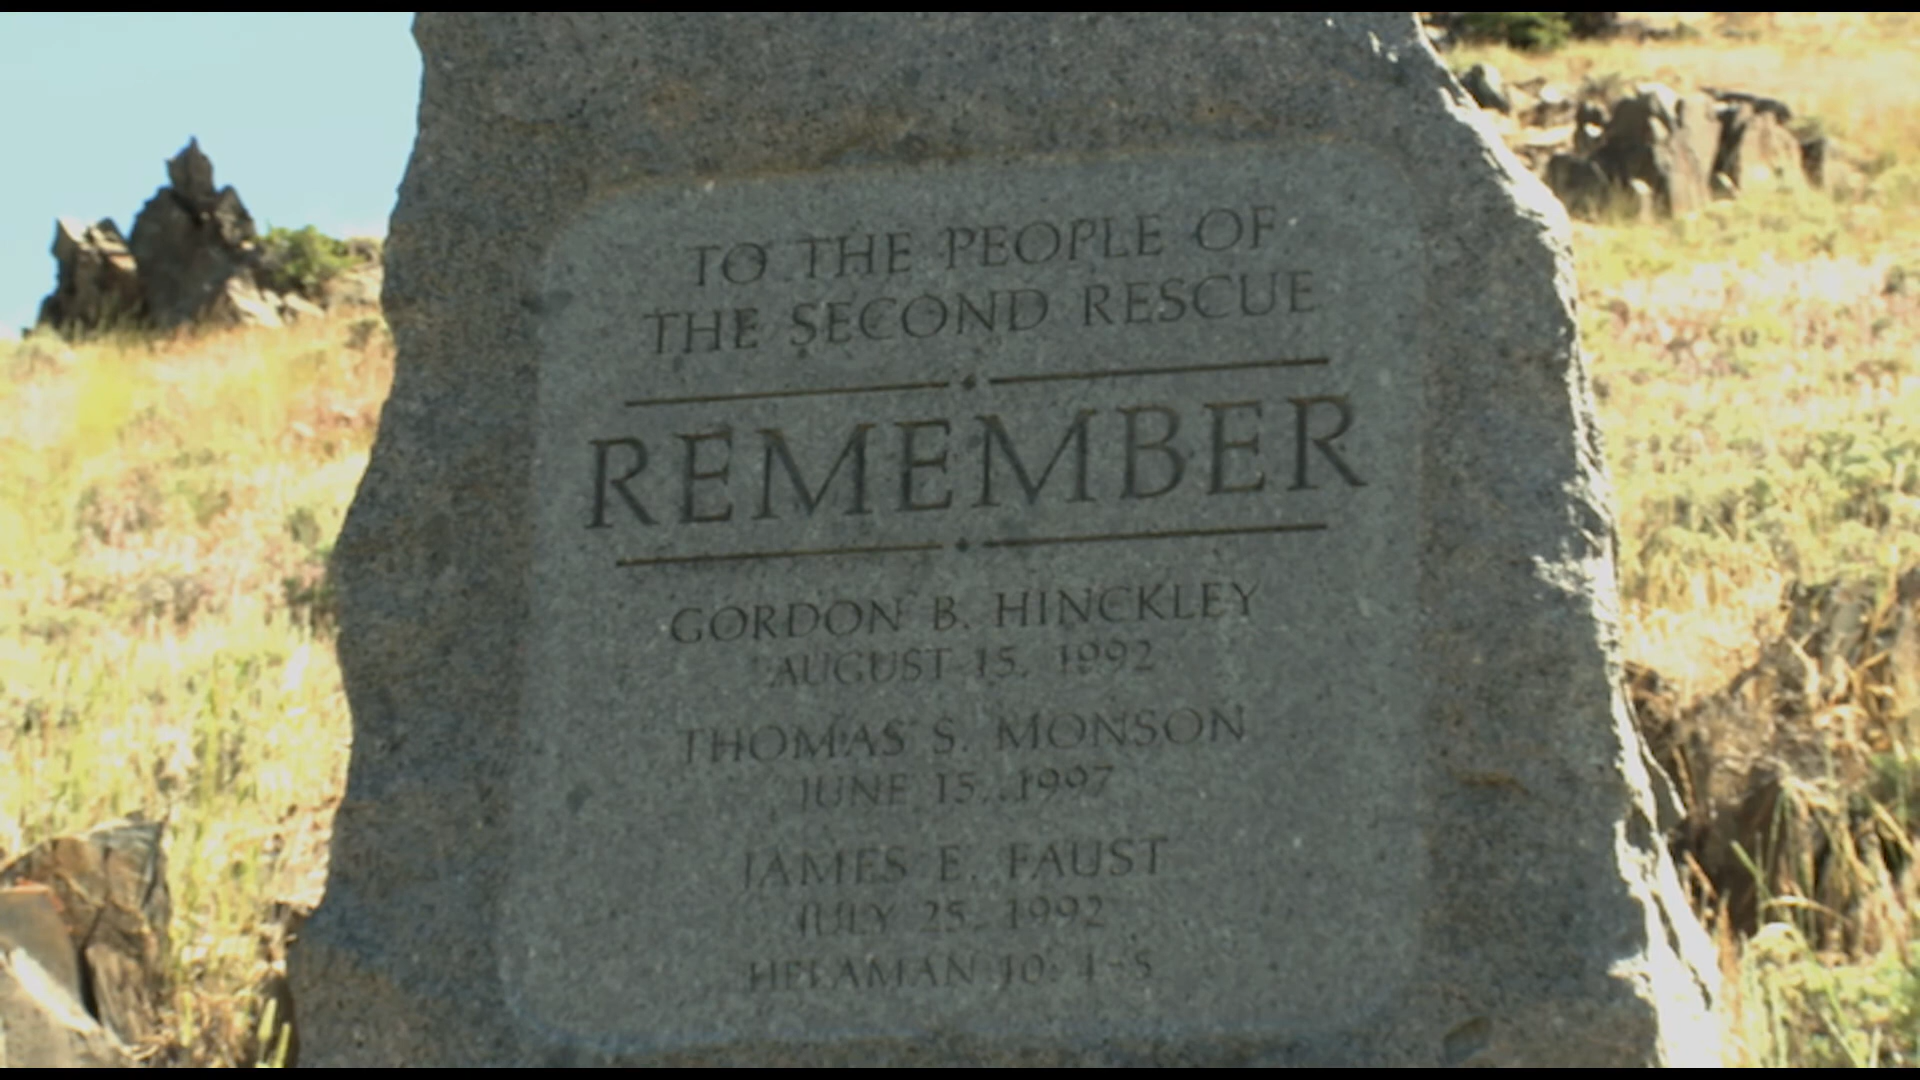 TO THE PEOPLE OF
THE SECOND RESCUE
REMEMBER
GORDON B. HINCKLEY
AUGUST 15, 1992
THOMAS S. MONSON
JUNE 15, 1997
JAMES E. FAUST
JULY 25, 1992
HELAMAN 10: 4-5